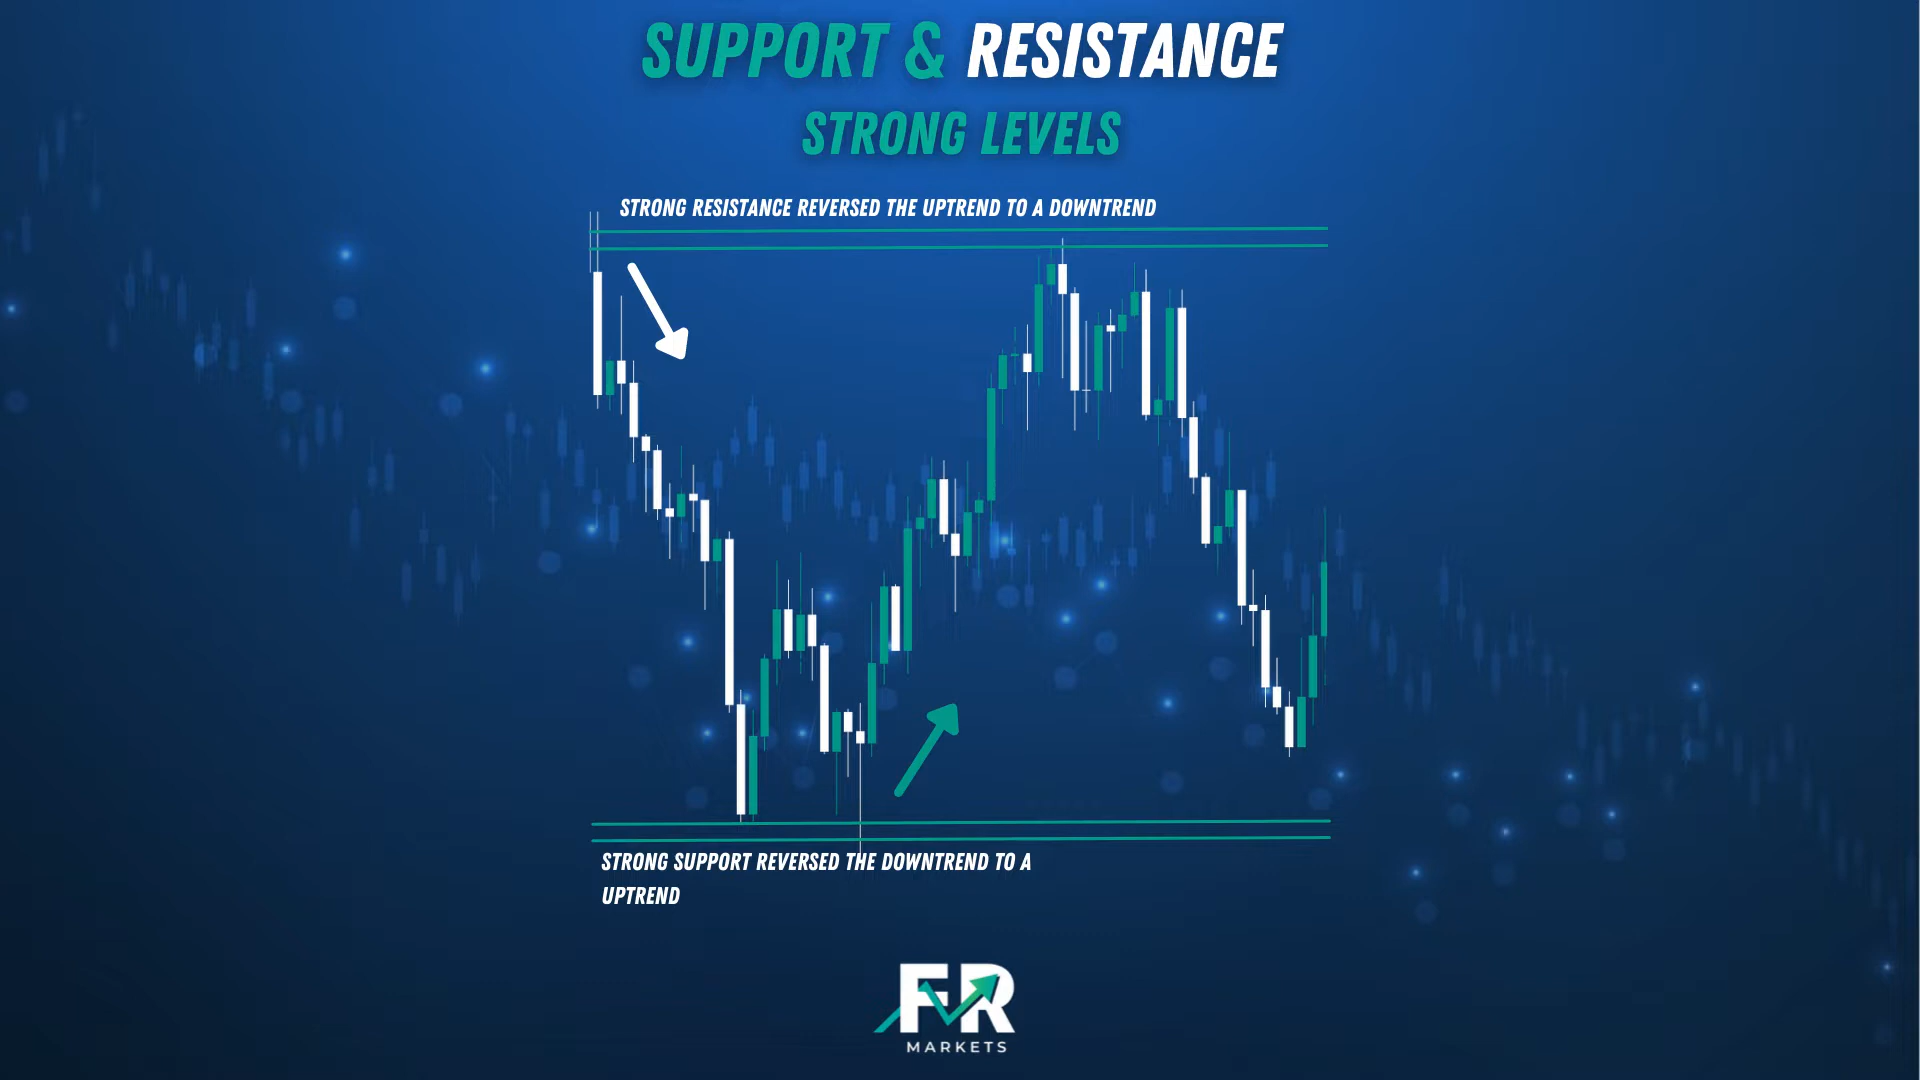 SUPPORT & RESISTANCE
STRONG LEVELS
STRONG RESISTANCE REVERSED THE UPTREND TO A DOWNTREND
STRONG SUPPORT REVERSED THE DOWNTREND TO A
UPTREND
FR
MARKETS